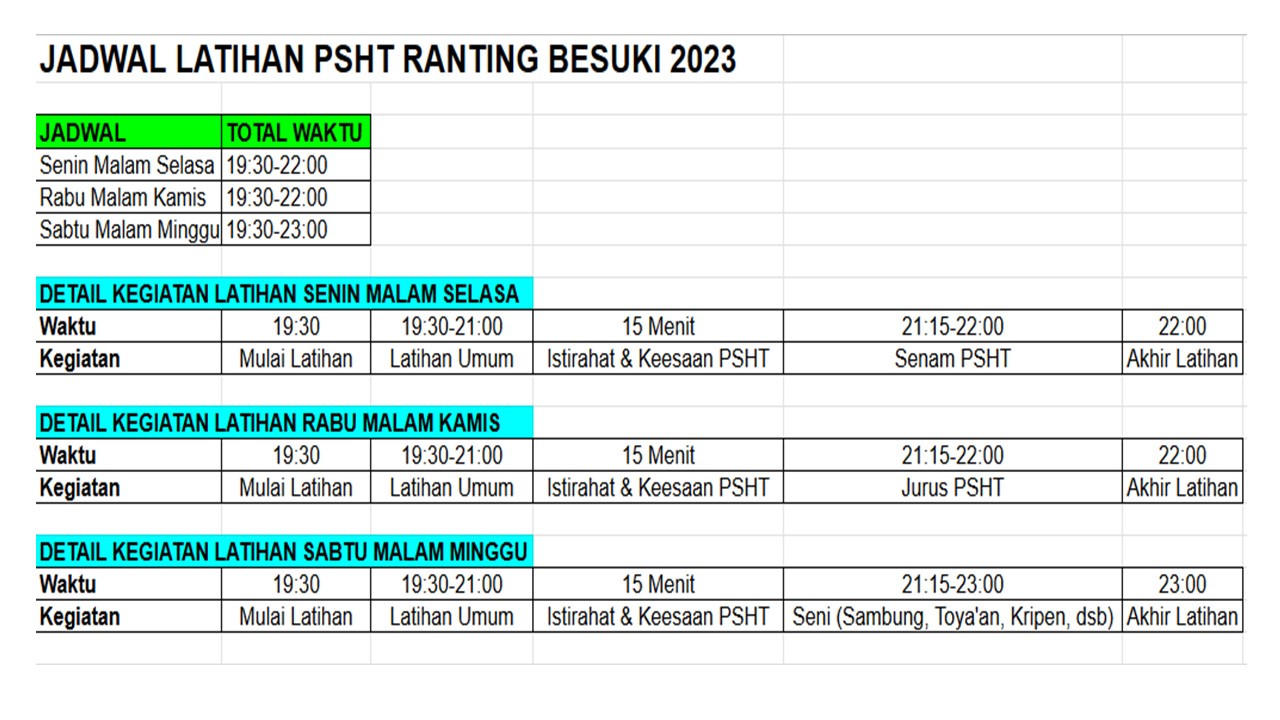 JADWAL LATIHAN PSHT RANTING BESUKI 2023
JADWAL TOTAL WAKTU
Senin Malam Selasa 19:30-22:00
Rabu Malam Kamis 19:30-22:00
Sabtu Malam Minggu 19:30-23:00
DETAIL KEGIATAN LATIHAN SENIN MALAM SELASA
Waktu 19:30 19:30-21:00 15 Menit 21:15-22:00 22:00
Kegiatan Mulai Latihan Latihan Umum Istirahat & Keesaan PSHT Senam PSHT Akhir Latihan
DETAIL KEGIATAN LATIHAN RABU MALAM KAMIS
Waktu 19:30 19:30-21:00 15 Menit 21:15-22:00 22:00
Kegiatan Mulai Latihan Latihan Umum Istirahat & Keesaan PSHT Jurus PSHT Akhir Latihan
DETAIL KEGIATAN LATIHAN SABTU MALAM MINGGU
Waktu 19:30 19:30-21:00 15 Menit 21:15-23:00 23:00
Kegiatan Mulai Latihan Latihan Umum Istirahat & Keesaan PSHT Seni (Sambung, Toya'an, Kripen, dsb) Akhir Latihan